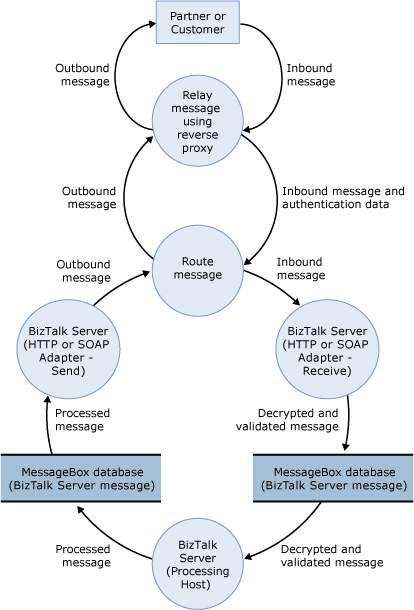 Partner or
Customer
Outbound
message
Inbound
message
Relay
message
using
reverse
proxy
Outbound
message
Inbound message and
authentication data
Route
message
Outbound
message
Inbound
message
BizTalk Server
(HTTP or SOAP
Adapter -
Send)
BizTalk Server
(HTTP or SOAP
Adapter -
Receive)
Processed
message
Decrypted and
validated message
MessageBox database
(BizTalk Server message)
MessageBox database
(BizTalk Server message)
Processed
message
BizTalk
Server
(Processing
Host)
Decrypted and
validated message